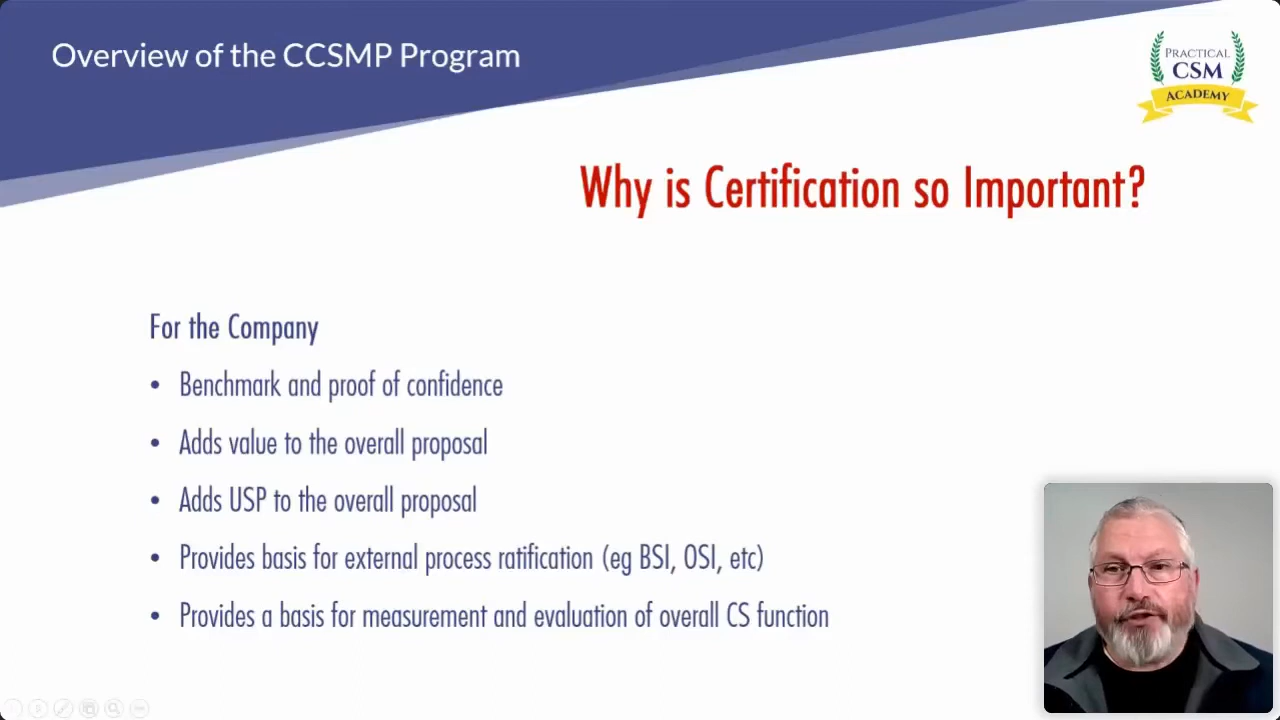 Overview of the CCSMP Program
PRACTICAL
CSM
ACADEMY
Why is Certification so Important?
For the Company
• Benchmark and proof of confidence
• Adds value to the overall proposal
• Adds USP to the overall proposal
• Provides basis for external process ratification (eg BSI, OSI, etc)
• Provides a basis for measurement and evaluation of overall CS function